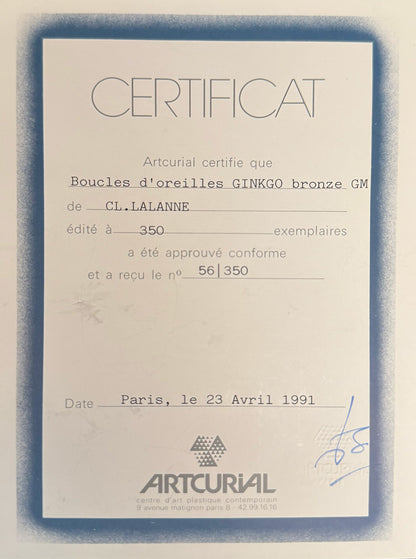 CERTIFICAT
Artcurial certifie que
Boucles d'oreilles GINKGO bronze GM
de CL.LALANNE
édité à 350 exemplaires
a été approuvé conforme
et a reçu le nº 56|350
Date Paris, le 23 Avril 1991
ARTCURIAL
centre d'art plastique contemporain
9 avenue matignon paris 8 - 42.99.16.16